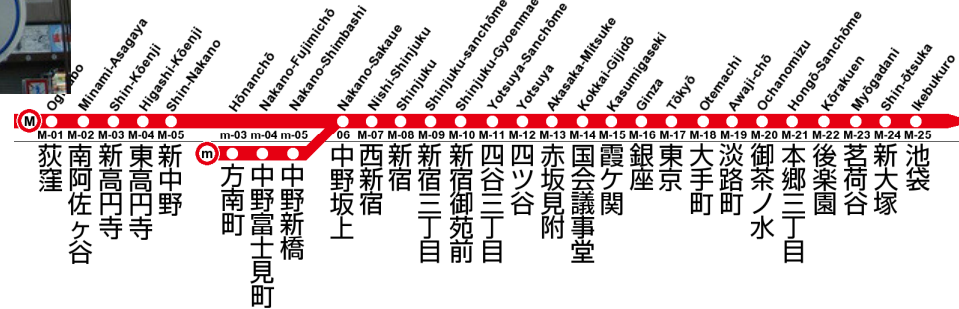 Minami-Asagaya
Shin-Kōenji
Higashi-Kōenji
Shin-Nakano
Hōnanchō
Nakano-Fujimichō
Nakano-Shimbashi
Nakano-Sakaue
Nishi-Shinjuku
Shinjuku
Shinjuku-sanchōme
Shinjuku-Gyoenmae
Yotsuya-Sanchōme
Yotsuya
Akasaka-Mitsuke
Kokkai-Gijidō
Kasumigaseki
Ginza
Tōkyō
Otemachi
Awaji-chō
Ochanomizu
Hongō-Sanchōme
Kōrakuen
Myōgadani
Shin-ōtsuka
Ikebukuro
M
M-01 M-02 M-03 M-04 M-05 m-03 m-04 m-05 06 M-07 M-08 M-09 M-10 M-11 M-12 M-13 M-14 M-15 M-16 M-17 M-18 M-19 M-20 M-21 M-22 M-23 M-24 M-25
m
荻窪
南阿佐ヶ谷
新高円寺
東高円寺
新中野
方南町
中野富士見町
中野新橋
中野坂上
西新宿
新宿
新宿三丁目
新宿御苑前
四谷三丁目
四ツ谷
赤坂見附
国会議事堂
霞ケ関
銀座
東京
大手町
淡路町
御茶ノ水
本郷三丁目
後楽園
茗荷谷
新大塚
池袋